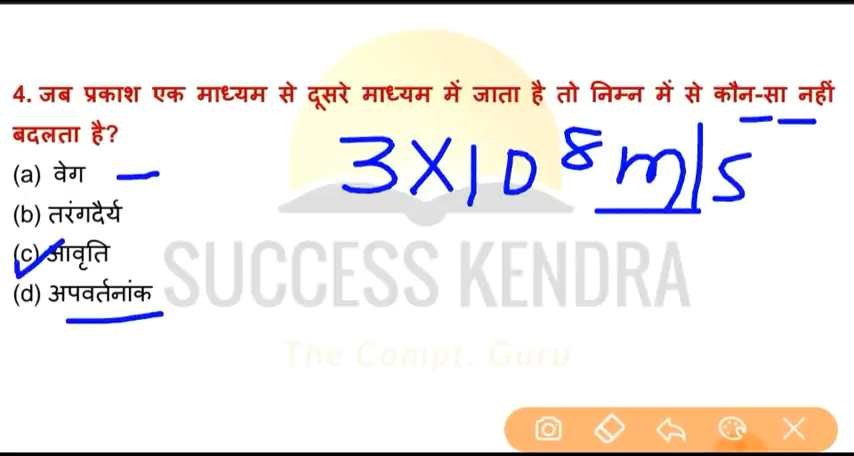 4. जब प्रकाश एक माध्यम से दूसरे माध्यम में जाता है तो निम्न में से कौन-सा नहीं
बदलता है?
3×10⁸ m/s
(a) वेग
(b) तरंगदैर्य
(c) आवृति
(d) अपवर्तनांक
SUCCESS KENDRA
The Compt. Guru